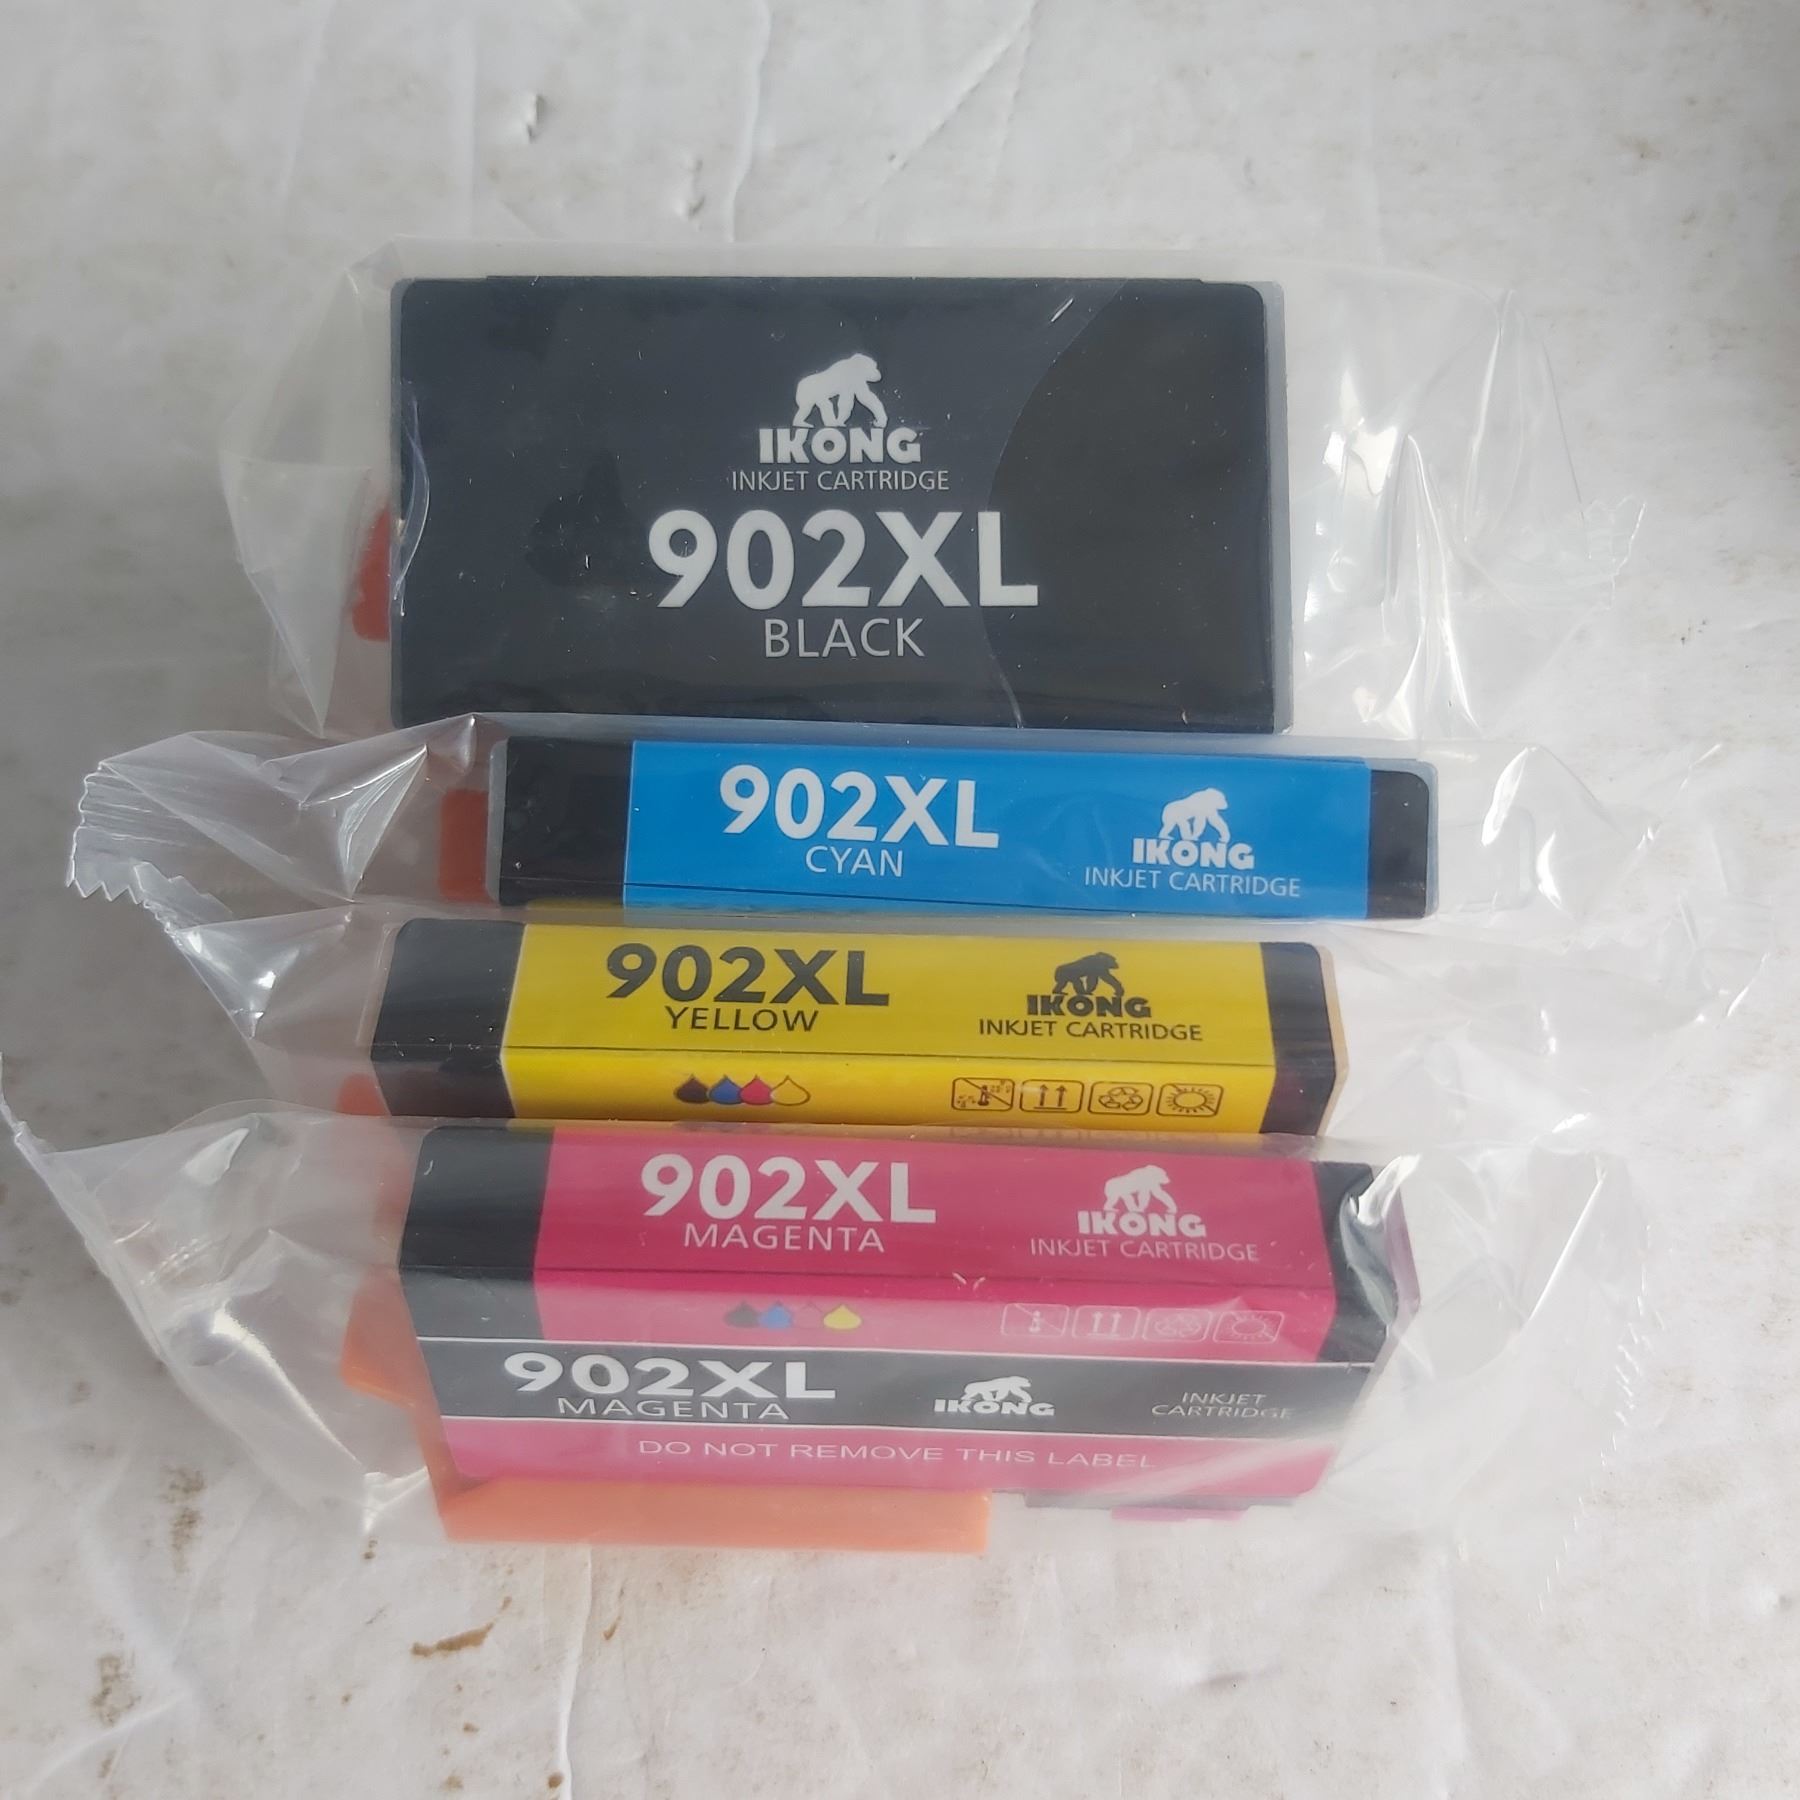 IKONG
INKJET CARTRIDGE
902XL
BLACK
902XL
CYAN
IKONG
INKJET CARTRIDGE
902XL
YELLOW
IKONG
INKJET CARTRIDGE
902XL
MAGENTA
IKONG
INKJET CARTRIDGE
902XL
MAGENTA
IKONG
INKJET
CARTRIDGE
DO NOT REMOVE THIS LABEL